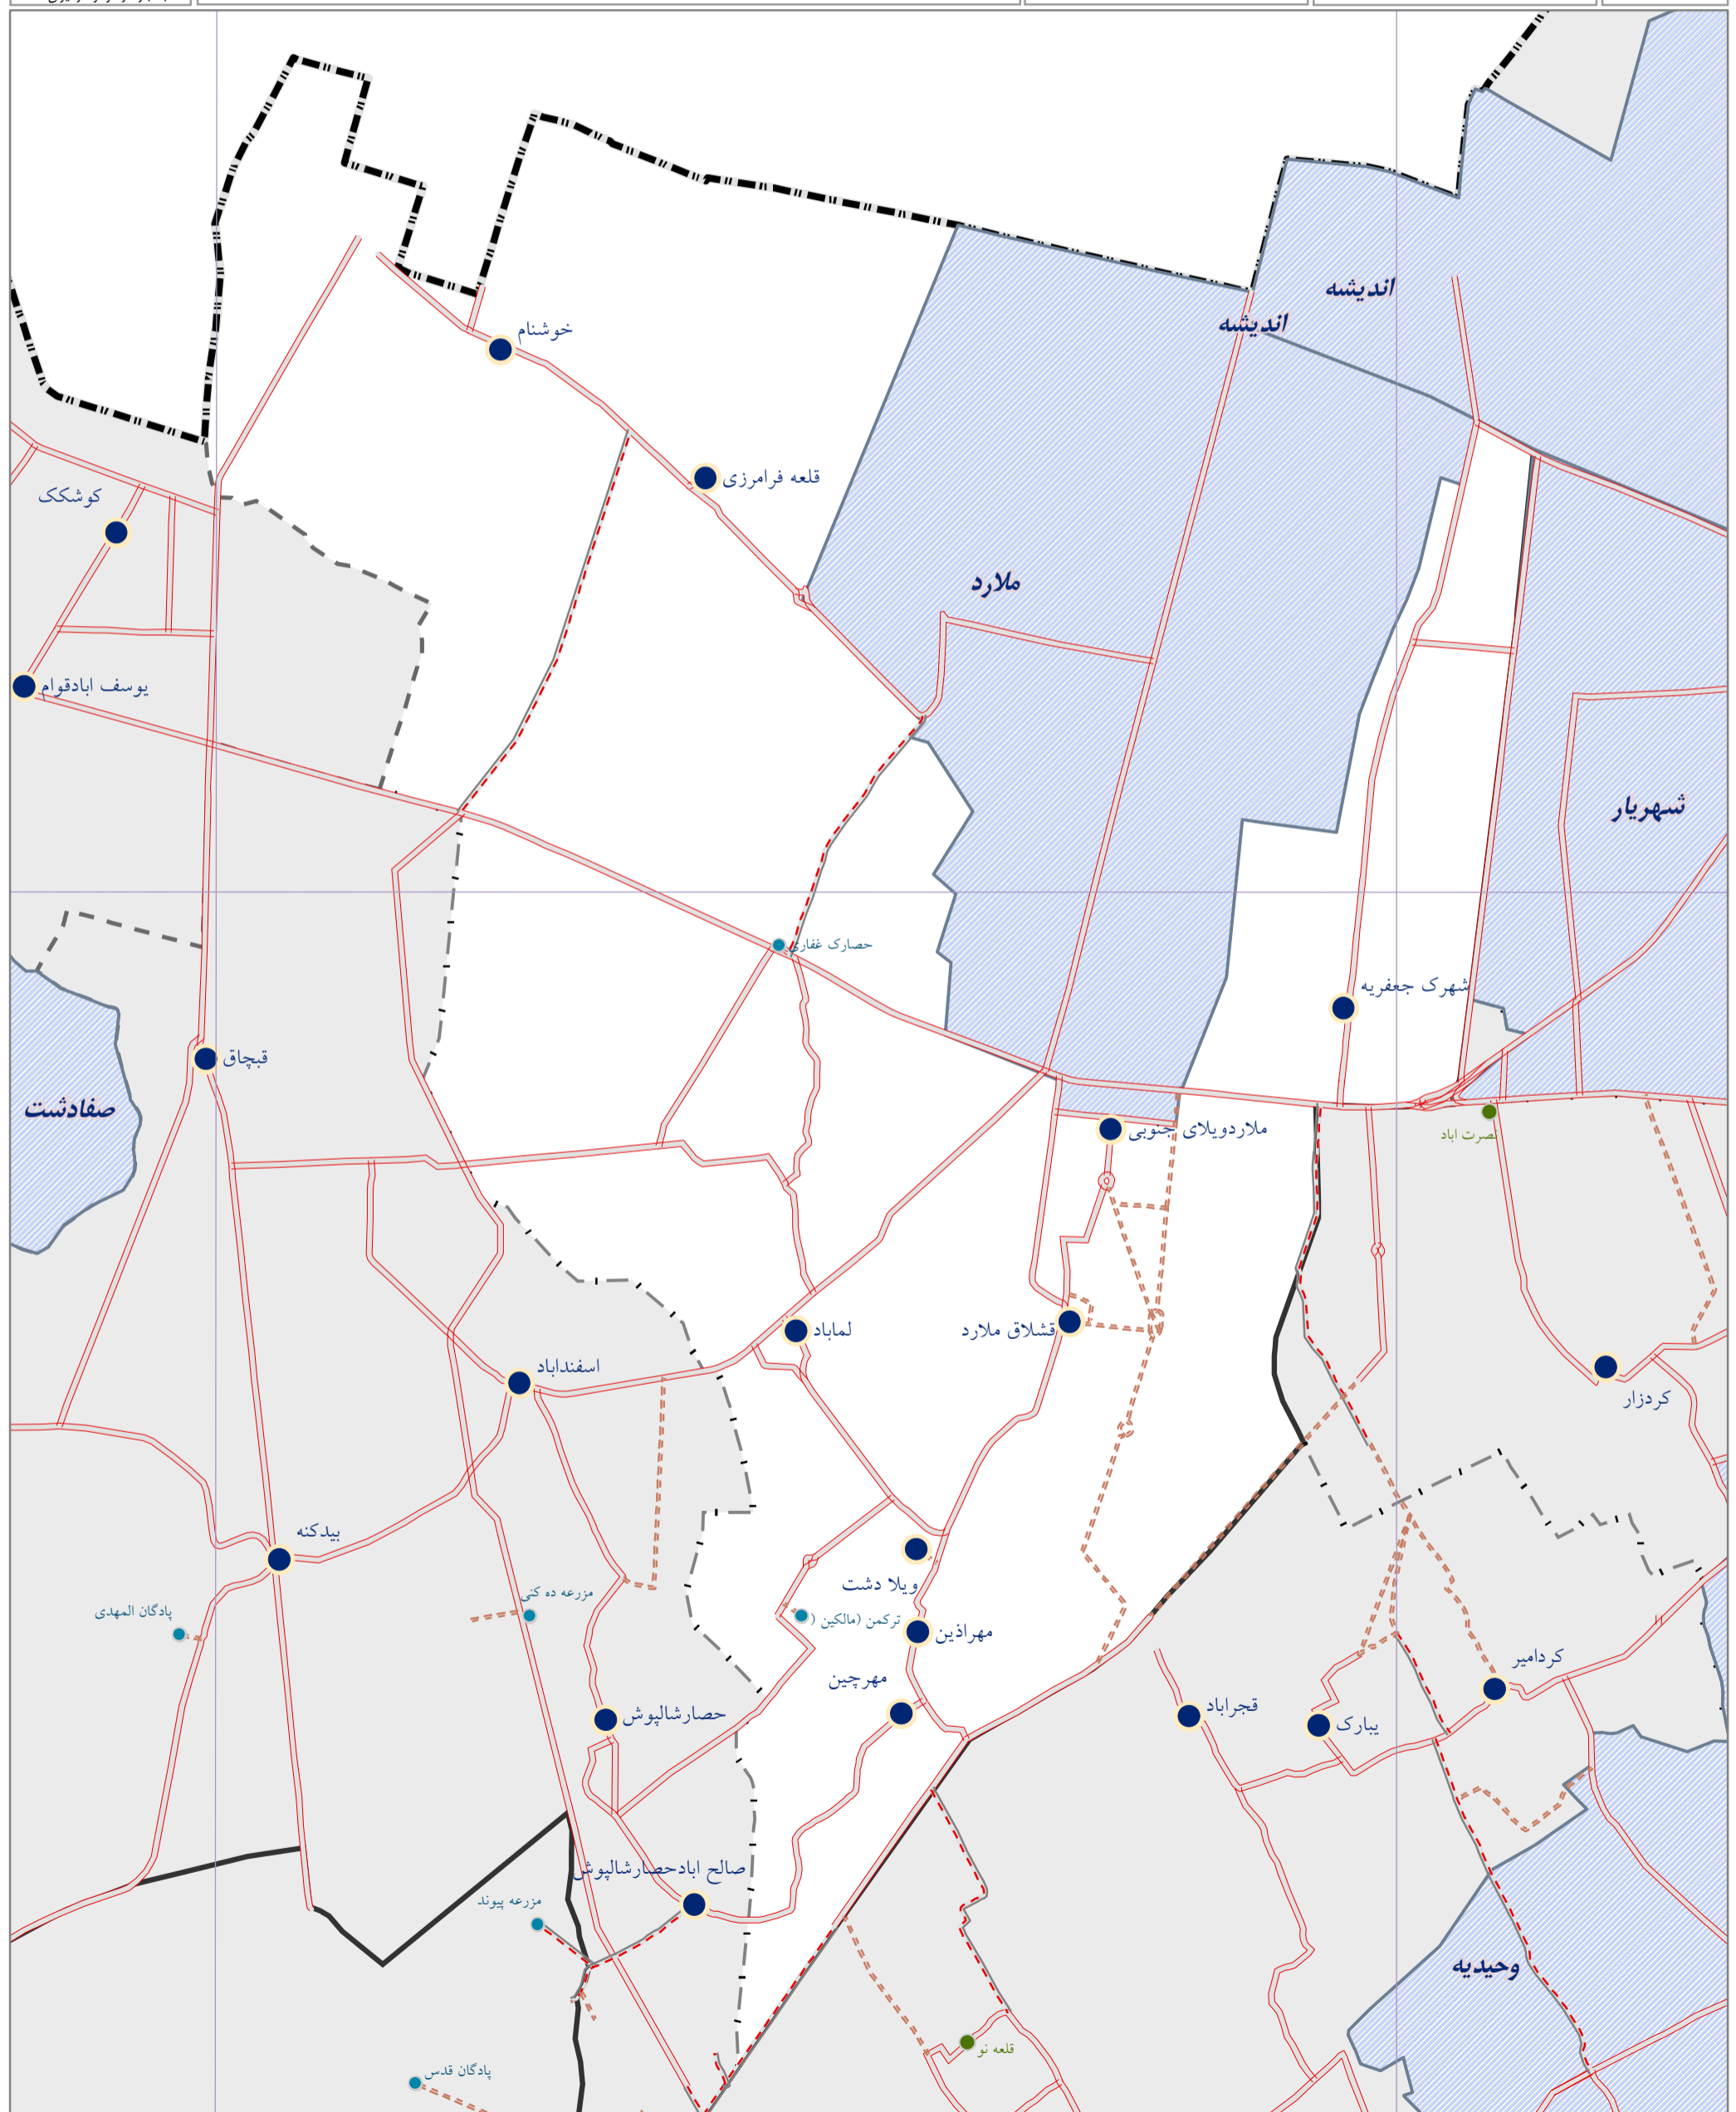 اندیشه
اندیشه
خوشنام
قلعه فرامرزی
کوشکک
ملارد
یوسف ابادقوام
شهریار
حصارک غفاری
شهرک جعفریه
قبچاق
صفادشت
ملاردویلای جنوبی
نصرت اباد
لماباد
قشلاق ملارد
اسفنداباد
کردزار
بیدکنه
ویلا دشت
مزرعه ده کنی
پادگان المهدی
ترکمن (مالکین (
مهراذین
کردامیر
مهرچین
قجراباد
حصارشالپوش
یبارک
صالح ابادحصارشالپوش
مزرعه پیوند
وحیدیه
قلعه نو
پادگان قدس